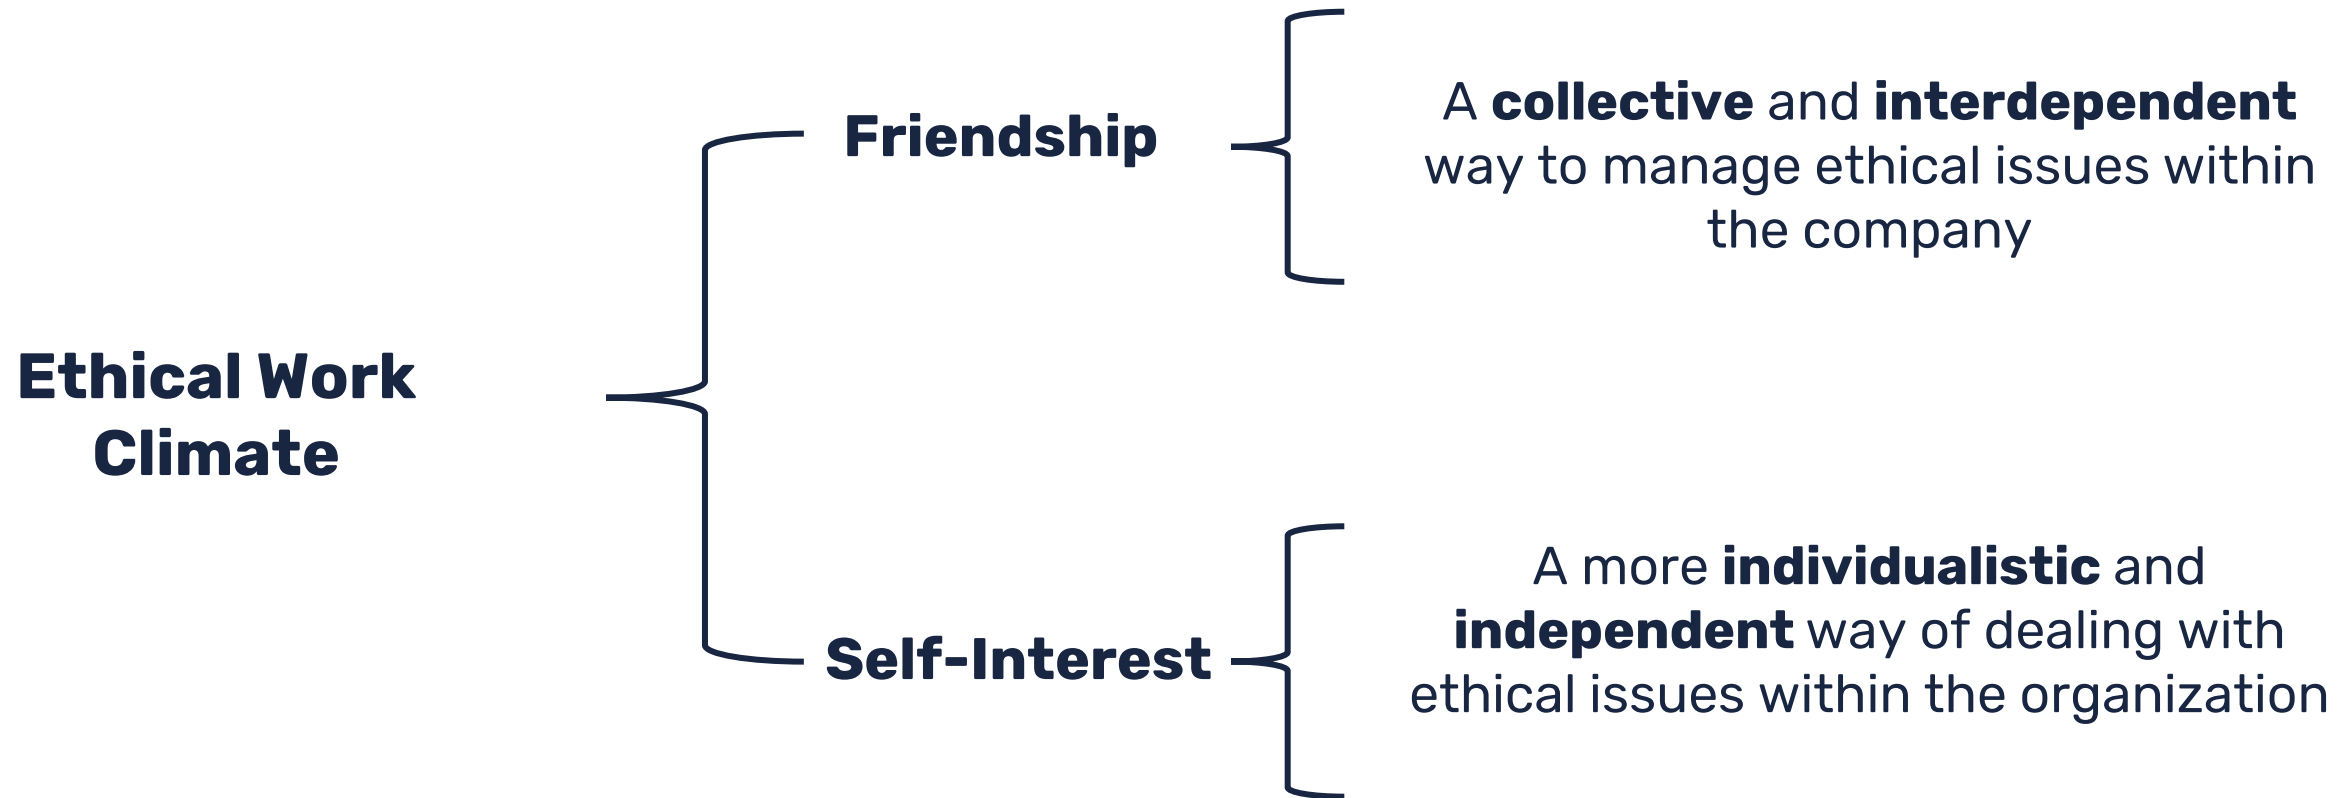 Ethical Work
Climate
Friendship
A collective and interdependent
way to manage ethical issues within
the company
Self-Interest
A more individualistic and
independent way of dealing with
ethical issues within the organization